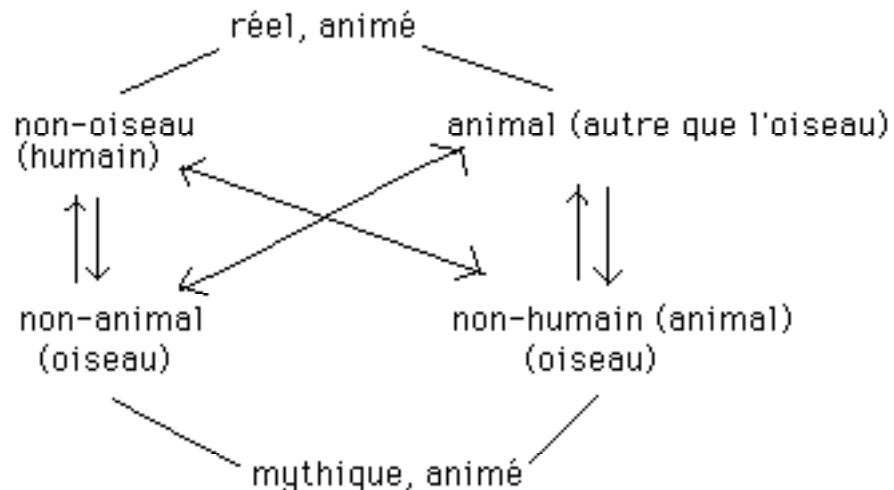 réel, animé
non-oiseau
(humain)
animal (autre que l'oiseau)
non-animal
(oiseau)
non-humain (animal)
(oiseau)
mythique, animé